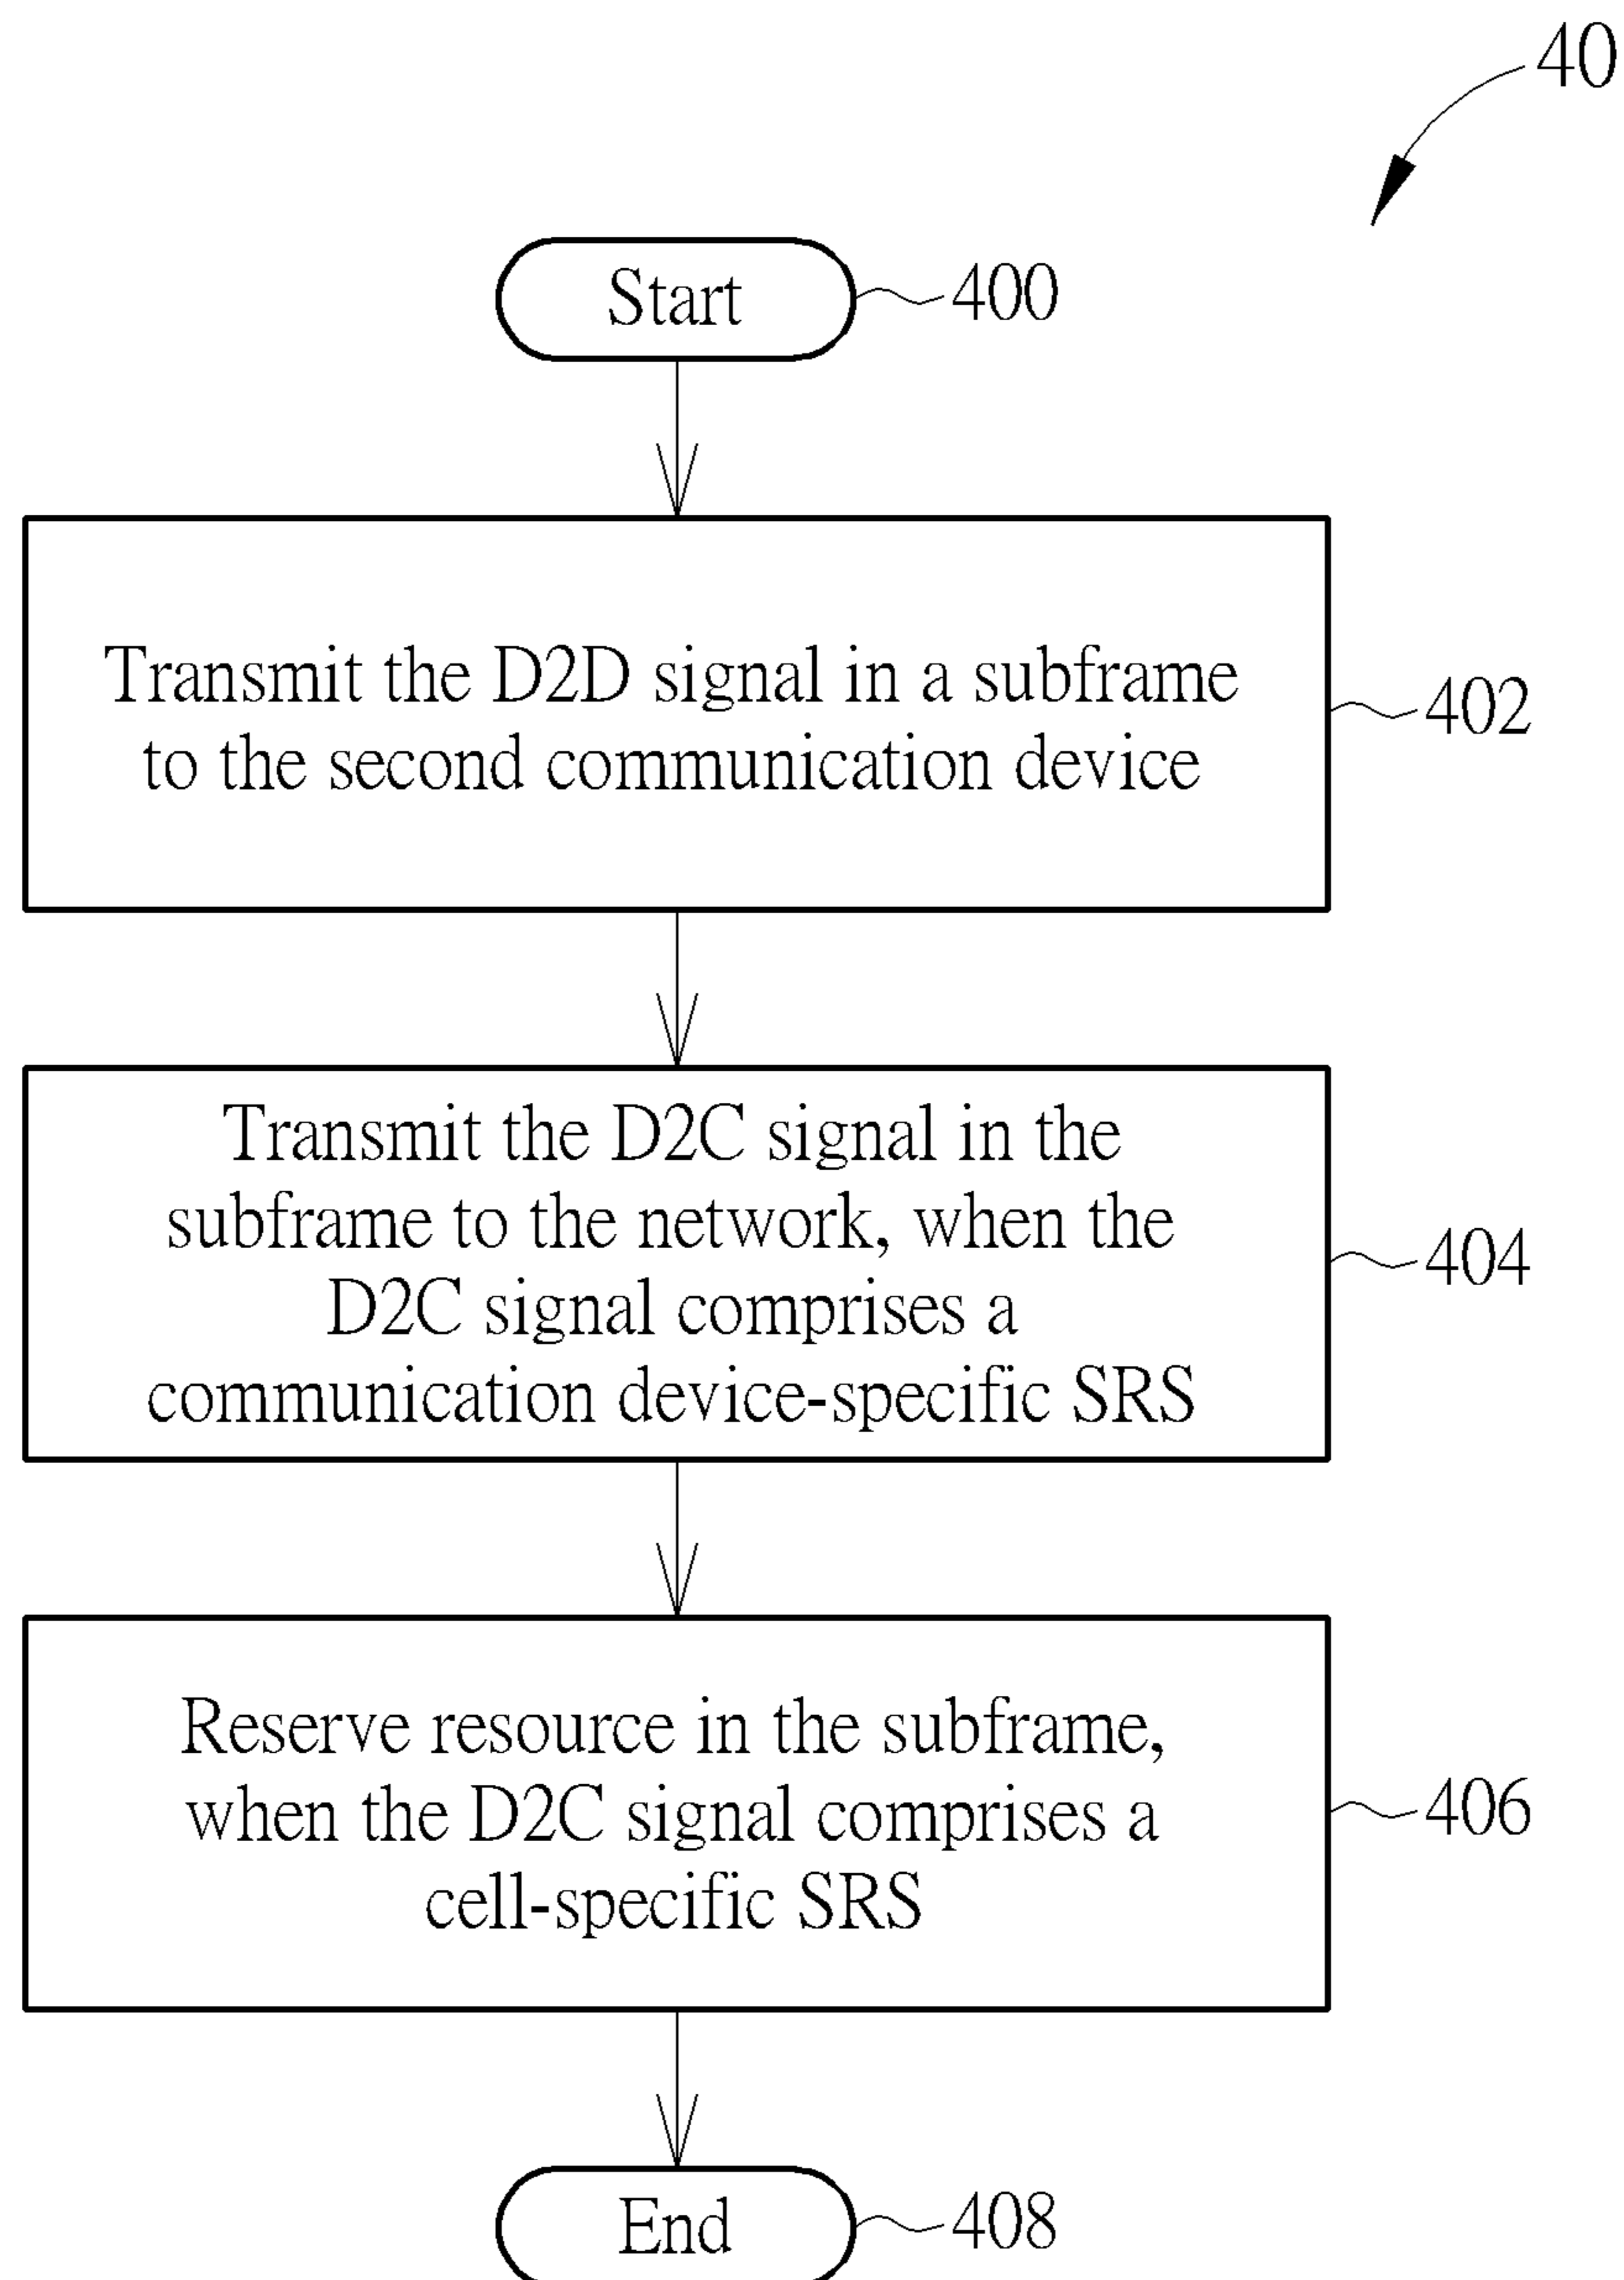 40
Start
400
Transmit the D2D signal in a subframe
to the second communication device
402
Transmit the D2C signal in the
subframe to the network, when the
D2C signal comprises a
communication device-specific SRS
404
Reserve resource in the subframe,
when the D2C signal comprises a
cell-specific SRS
406
End
408